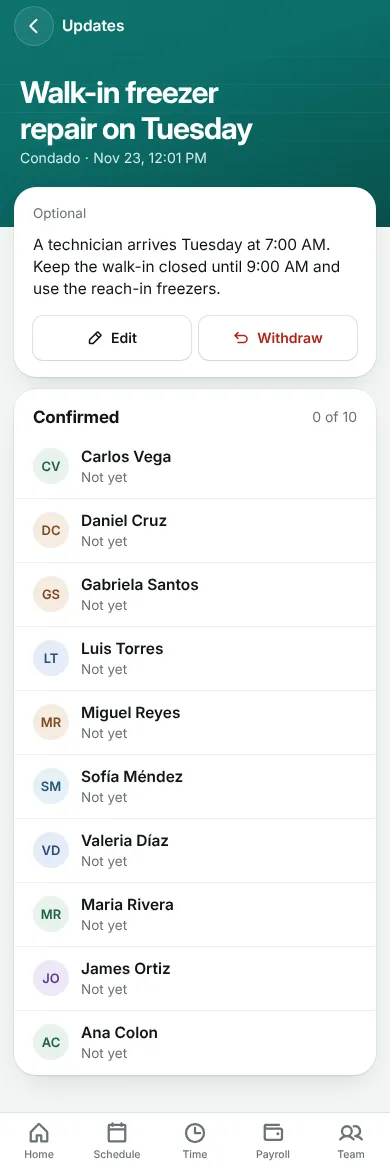 Updates
Walk-in freezer
repair on Tuesday
Condado · Nov 23, 12:01 PM
Optional
A technician arrives Tuesday at 7:00 AM.
Keep the walk-in closed until 9:00 AM and
use the reach-in freezers.
Edit
Withdraw
Confirmed
0 of 10
CV
Carlos Vega
Not yet
DC
Daniel Cruz
Not yet
GS
Gabriela Santos
Not yet
LT
Luis Torres
Not yet
MR
Miguel Reyes
Not yet
SM
Sofía Méndez
Not yet
VD
Valeria Díaz
Not yet
MR
Maria Rivera
Not yet
JO
James Ortiz
Not yet
AC
Ana Colon
Not yet
Home
Schedule
Time
Payroll
Team